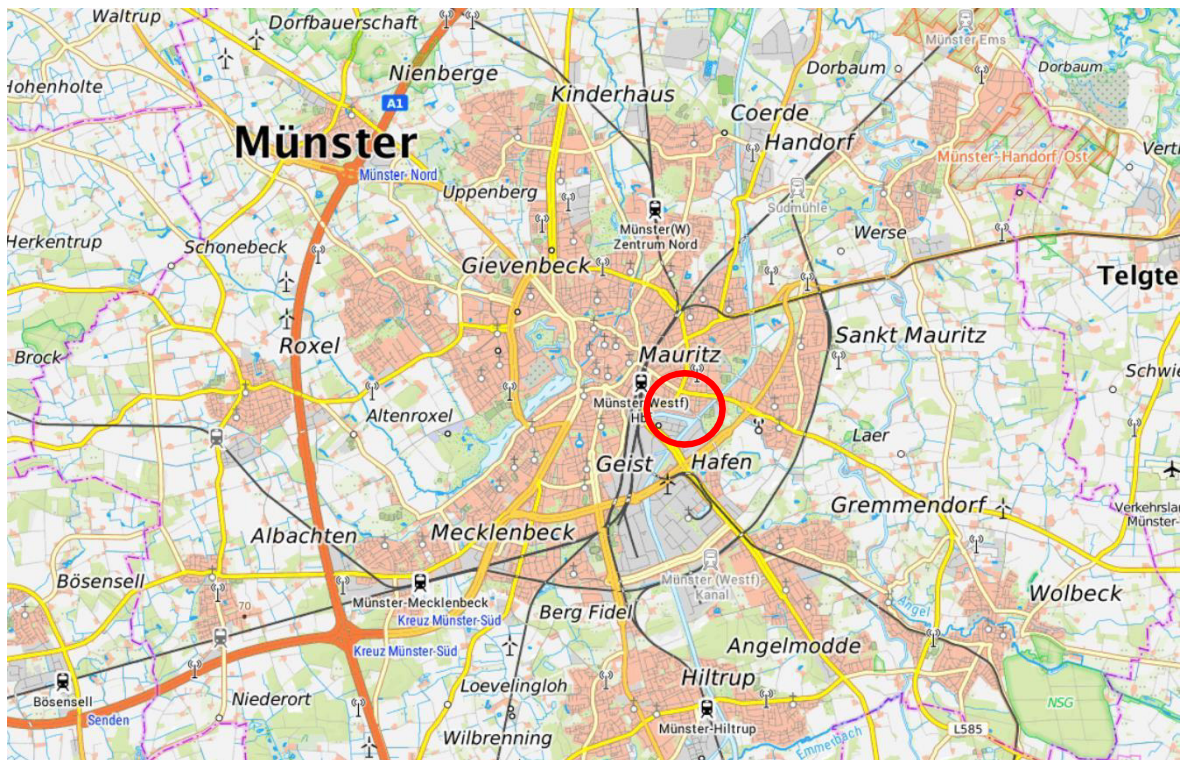 Waltrup
Dorfbauerschaft
Münster Ems
Nienberge
Dorbaum
Dorbaum
Hohenholte
Kinderhaus
A1
Coerde
Münster
Handorf
Vertl
Münster-Handorf/Ost
Münster-Nord
Uppenberg
Südmühle
Münster(W)
Zentrum Nord
Werse
Herkentrup
Schonebeck
Gievenbeck
Telgte
Sankt Mauritz
Roxel
Brock
Mauritz
Schwie
Münster(Westf)
Hb
Altenroxel
Laer
Geist
Hafen
Gremmendorf
Verkehrslan
Münster-
Albachten
Mecklenbeck
Bösensell
Münster (Westf)
Kanal
Wolbeck
70
Münster-Mecklenbeck
Angel
Berg Fidel
Kreuz Münster-Süd
Kreuz Münster-Süd
Angelmodde
Hiltrup
Loevelingloh
Niederort
Bösensell
NSG
Senden
Münster-Hiltrup
L585
Wilbrenning
Emmerbach